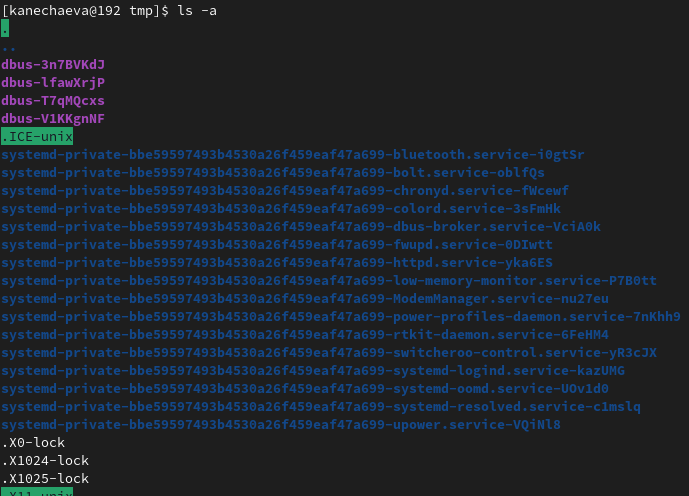 [kanechaeva@192 tmp]$ ls -a
.
..
dbus-3n7BVKdJ
dbus-lfawXrjP
dbus-T7qMQcxs
dbus-V1KKgnNF
.ICE-unix
systemd-private-bbe59597493b4530a26f459eaf47a699-bluetooth.service-i0gtSr
systemd-private-bbe59597493b4530a26f459eaf47a699-bolt.service-oblfQs
systemd-private-bbe59597493b4530a26f459eaf47a699-chronyd.service-fWcewf
systemd-private-bbe59597493b4530a26f459eaf47a699-colord.service-3sFmHk
systemd-private-bbe59597493b4530a26f459eaf47a699-dbus-broker.service-VciA0k
systemd-private-bbe59597493b4530a26f459eaf47a699-fwupd.service-0DIwtt
systemd-private-bbe59597493b4530a26f459eaf47a699-httpd.service-yka6ES
systemd-private-bbe59597493b4530a26f459eaf47a699-low-memory-monitor.service-P7B0tt
systemd-private-bbe59597493b4530a26f459eaf47a699-ModemManager.service-nu27eu
systemd-private-bbe59597493b4530a26f459eaf47a699-power-profiles-daemon.service-7nKhh9
systemd-private-bbe59597493b4530a26f459eaf47a699-rtkit-daemon.service-6FeHM4
systemd-private-bbe59597493b4530a26f459eaf47a699-switcheroo-control.service-yR3cJX
systemd-private-bbe59597493b4530a26f459eaf47a699-systemd-logind.service-kazUMG
systemd-private-bbe59597493b4530a26f459eaf47a699-systemd-oomd.service-UOv1d0
systemd-private-bbe59597493b4530a26f459eaf47a699-systemd-resolved.service-c1mslq
systemd-private-bbe59597493b4530a26f459eaf47a699-upower.service-VQiNl8
.X0-lock
.X1024-lock
.X1025-lock
.X11-unix